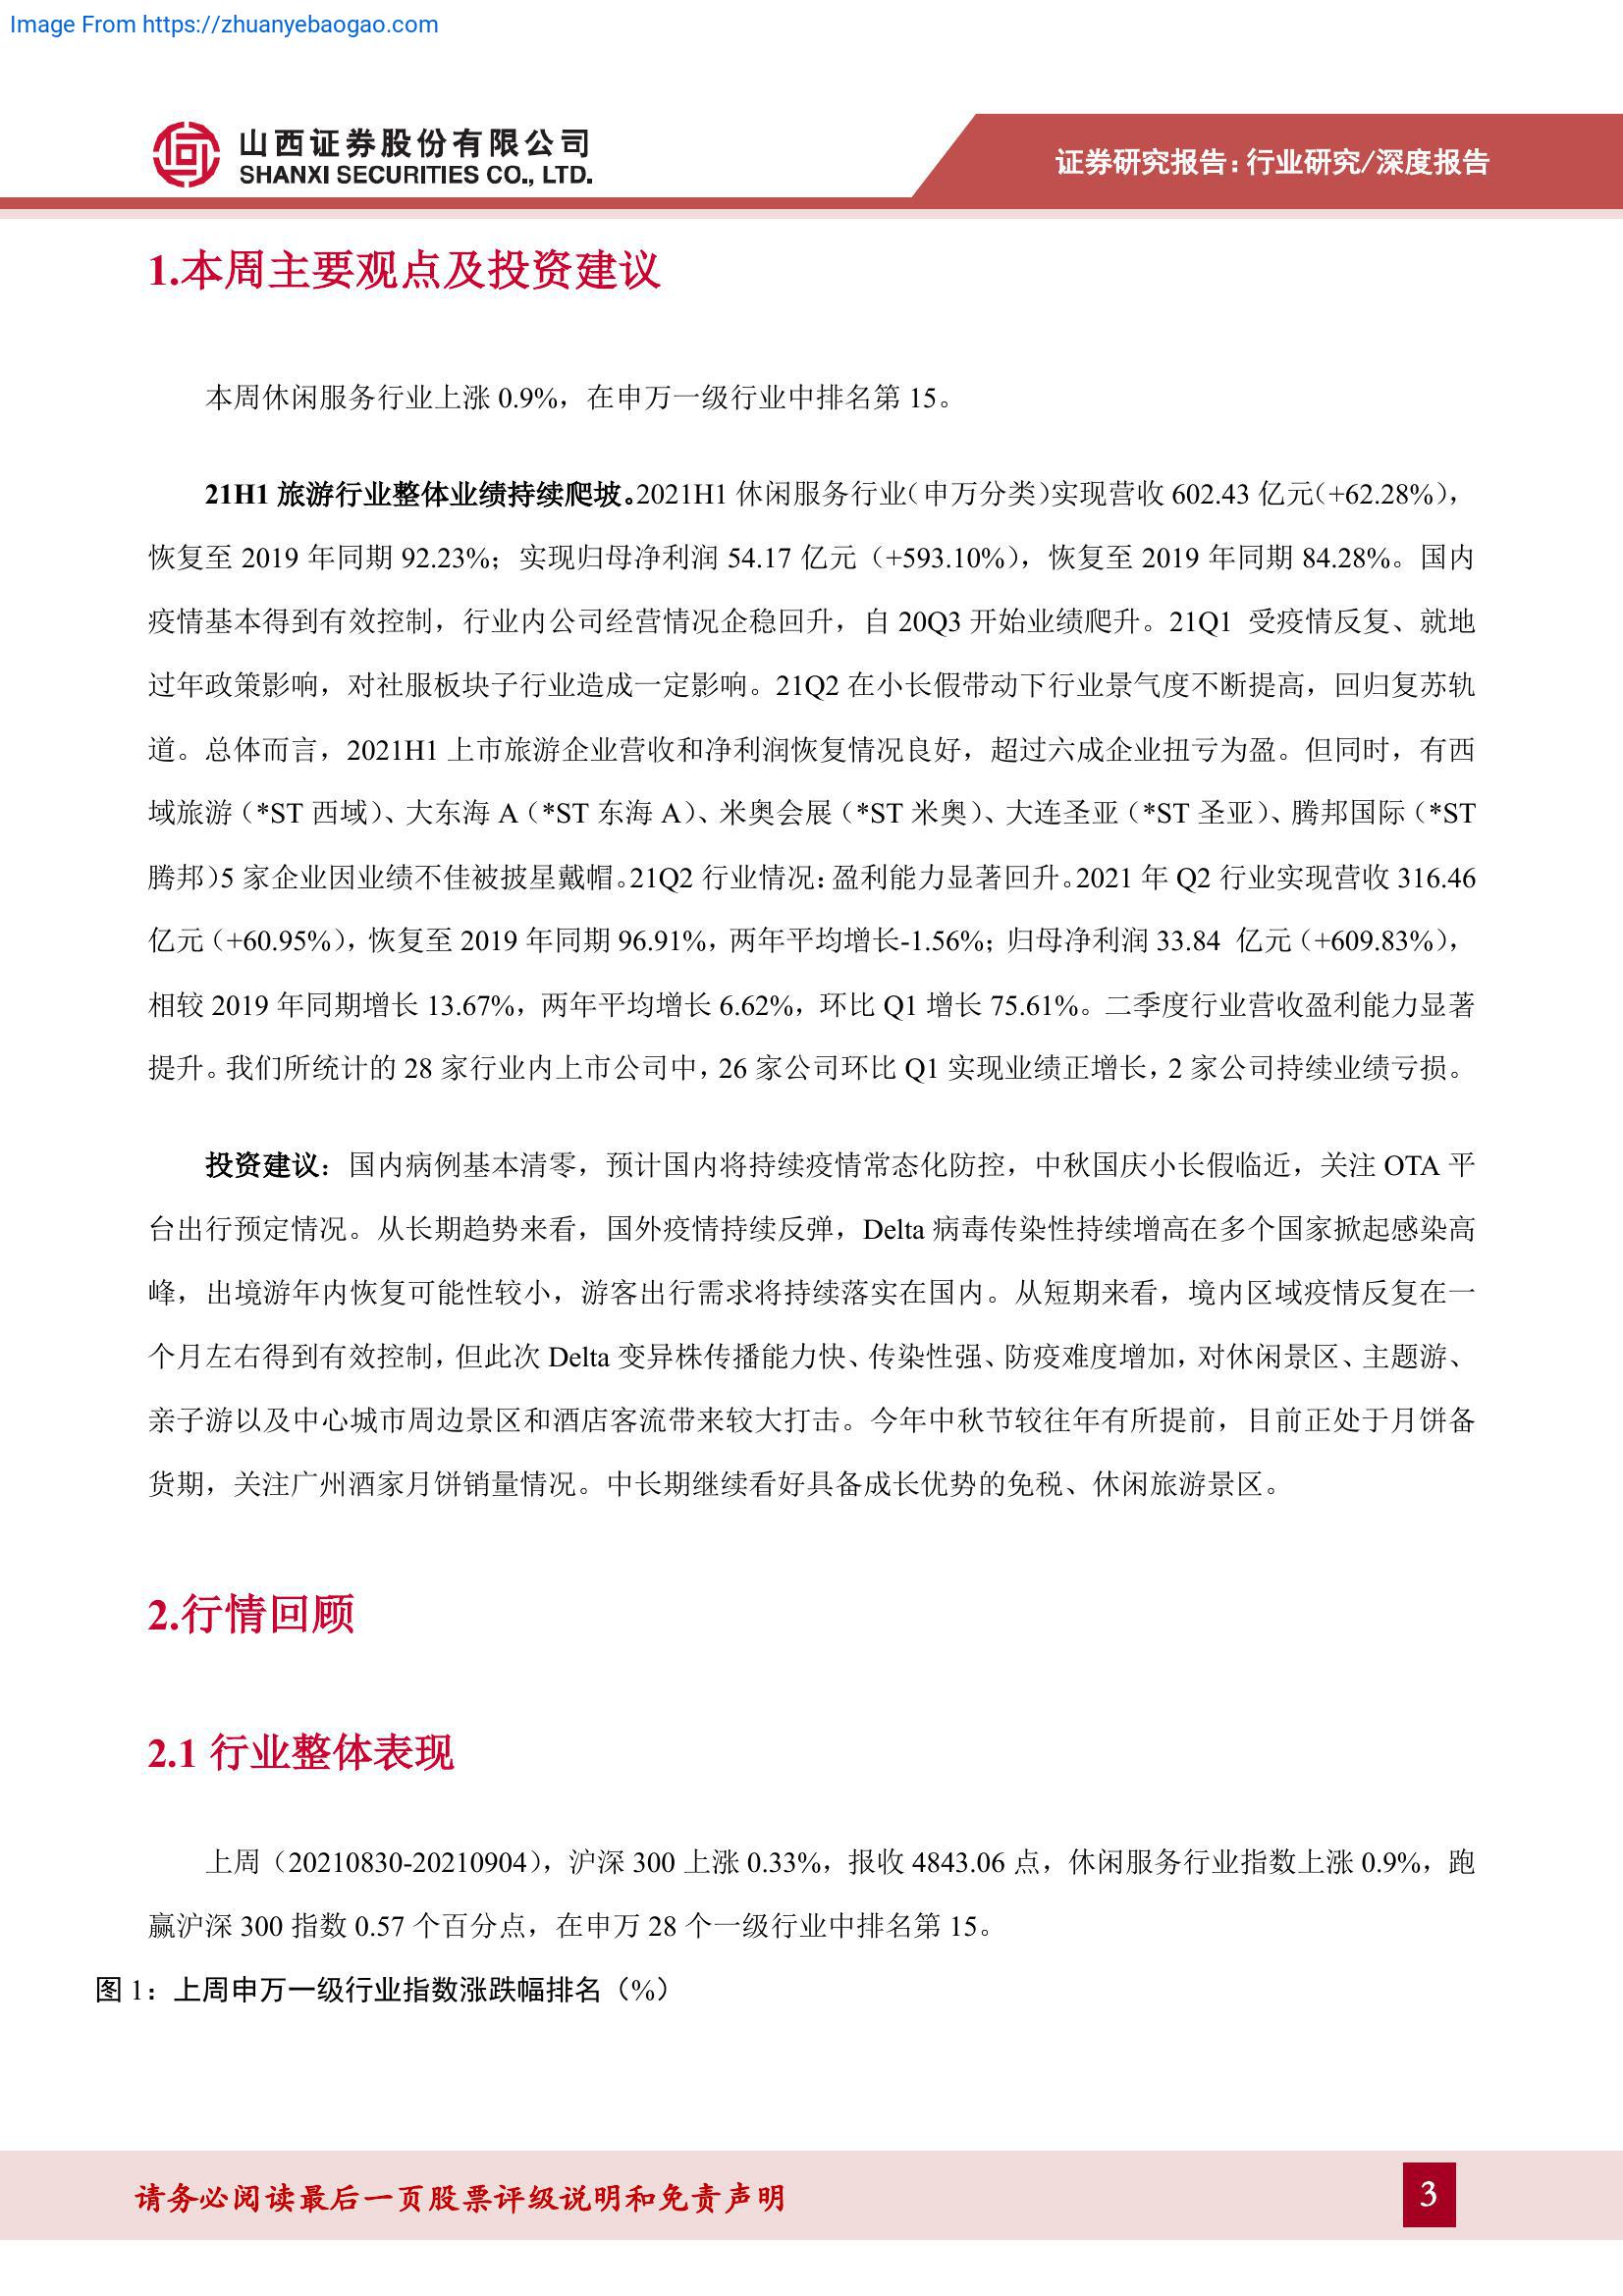 Image From https://zhuanyebaogao.com
山西证券股份有限公司
SHANXI SECURITIES CO., LTD.
证券研究报告:行业研究/深度报告
1.本周主要观点及投资建议
本周休闲服务行业上涨 0.9%，在申万一级行业中排名第 15。
21H1 旅游行业整体业绩持续爬坡。2021H1 休闲服务行业（申万分类）实现营收 602.43 亿元（+62.28%），
恢复至 2019 年同期 92.23%；实现归母净利润 54.17 亿元（+593.10%），恢复至 2019 年同期 84.28%。国内
疫情基本得到有效控制，行业内公司经营情况企稳回升，自 20Q3 开始业绩爬升。21Q1 受疫情反复、就地
过年政策影响，对社服板块子行业造成一定影响。21Q2 在小长假带动下行业景气度不断提高，回归复苏轨
道。总体而言，2021H1 上市旅游企业营收和净利润恢复情况良好，超过六成企业扭亏为盈。但同时，有西
域旅游（*ST 西域）、大东海 A（*ST 东海 A）、米奥会展（*ST 米奥）、大连圣亚（*ST 圣亚）、腾邦国际（*ST
腾邦）5 家企业因业绩不佳被披星戴帽。21Q2 行业情况：盈利能力显著回升。2021 年 Q2 行业实现营收 316.46
亿元（+60.95%），恢复至 2019 年同期 96.91%，两年平均增长-1.56%；归母净利润 33.84 亿元（+609.83%），
相较 2019 年同期增长 13.67%，两年平均增长 6.62%，环比 Q1 增长 75.61%。二季度行业营收盈利能力显著
提升。我们所统计的 28 家行业内上市公司中，26 家公司环比 Q1 实现业绩正增长，2 家公司持续业绩亏损。
投资建议：国内病例基本清零，预计国内将持续疫情常态化防控，中秋国庆小长假临近，关注 OTA 平
台出行预定情况。从长期趋势来看，国外疫情持续反弹，Delta 病毒传染性持续增高在多个国家掀起感染高
峰，出境游年内恢复可能性较小，游客出行需求将持续落实在国内。从短期来看，境内区域疫情反复在一
个月左右得到有效控制，但此次 Delta 变异株传播能力快、传染性强、防疫难度增加，对休闲景区、主题游、
亲子游以及中心城市周边景区和酒店客流带来较大打击。今年中秋节较往年有所提前，目前正处于月饼备
货期，关注广州酒家月饼销量情况。中长期继续看好具备成长优势的免税、休闲旅游景区。
2.行情回顾
2.1 行业整体表现
上周（20210830-20210904），沪深 300 上涨 0.33%，报收 4843.06 点，休闲服务行业指数上涨 0.9%，跑
赢沪深 300 指数 0.57 个百分点，在申万 28 个一级行业中排名第 15。
图 1：上周申万一级行业指数涨跌幅排名（%）
请务必阅读最后一页股票评级说明和免责声明
3